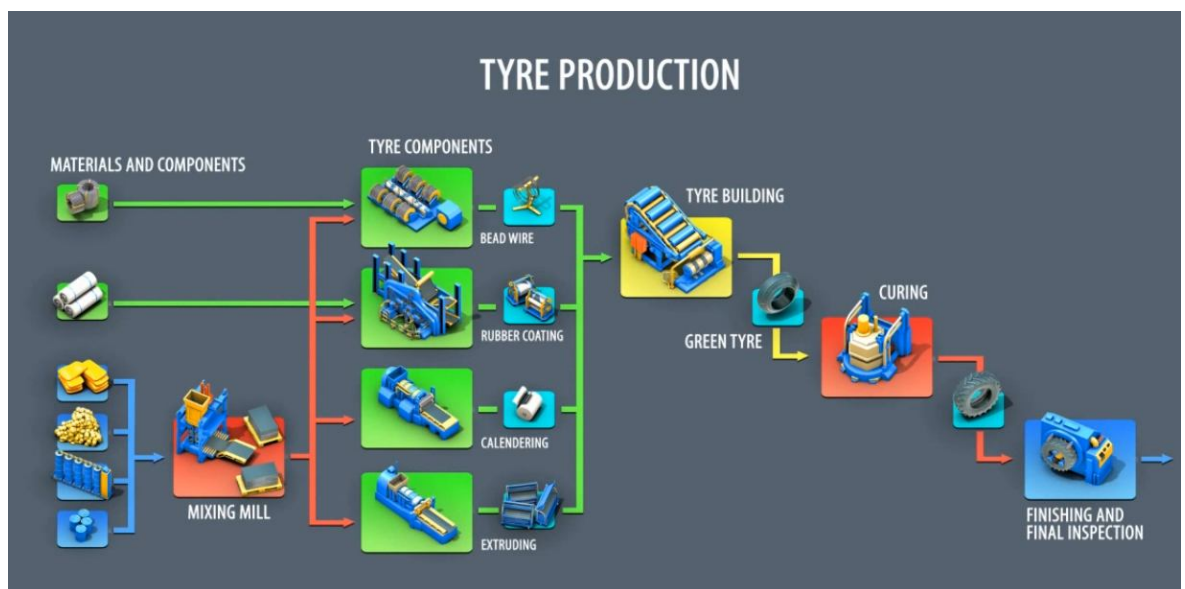 TYRE PRODUCTION
MATERIALS AND COMPONENTS
TYRE COMPONENTS
BEAD WIRE
RUBBER COATING
CALENDERING
EXTRUDING
MIXING MILL
TYRE BUILDING
GREEN TYRE
CURING
FINISHING AND
FINAL INSPECTION